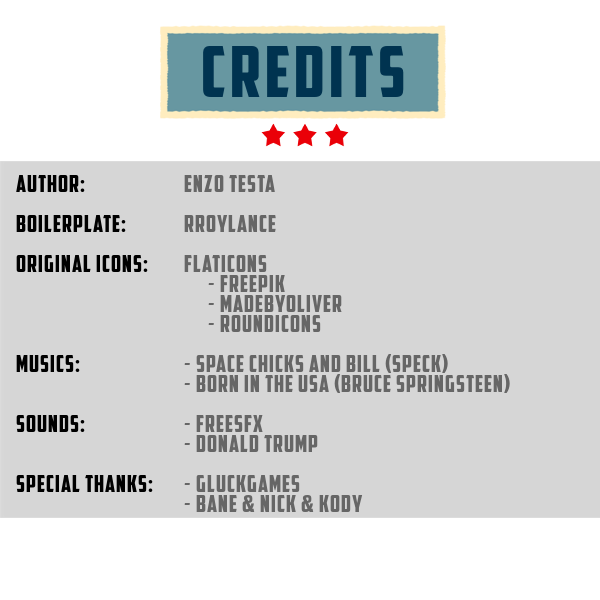 CREDITS
AUTHOR: ENZO TESTA
BOILERPLATE: RROYLANCE
ORIGINAL ICONS: FLATICONS
- FREEPIK
- MADEBYOLIVER
- ROUNDICONS
MUSICS: - SPACE CHICKS AND BILL (SPECK)
- BORN IN THE USA (BRUCE SPRINGSTEEN)
SOUNDS: - FREESFX
- DONALD TRUMP
SPECIAL THANKS: - GLUCKGAMES
- BANE & NICK & KODY